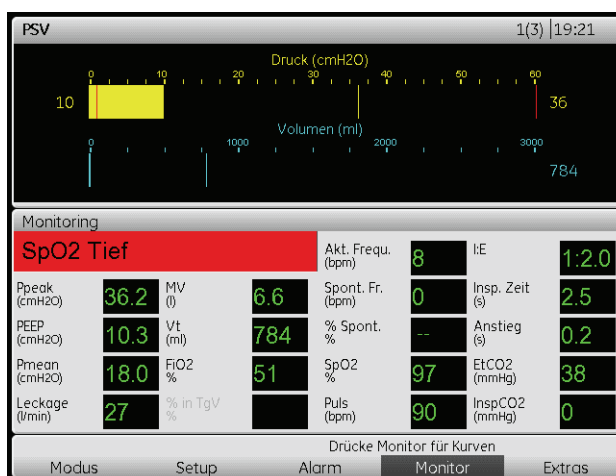 PSV 1(3) |19:21
Druck (cmH2O)
0 10 20 30 40 50 60
10 36
Volumen (ml)
0 1000 2000 3000
784
Monitoring
SpO2 Tief
Akt. Frequ. (bpm) 8 I:E 1:2.0
Ppeak (cmH2O) 36.2 MV (l) 6.6 Spont. Fr. (bpm) 0 Insp. Zeit (s) 2.5
PEEP (cmH2O) 10.3 Vt (ml) 784 % Spont. % -- Anstieg (s) 0.2
Pmean (cmH2O) 18.0 FiO2 % 51 SpO2 % 97 EtCO2 (mmHg) 38
Leckage (l/min) 27 % in TgV % Puls (bpm) 90 InspCO2 (mmHg) 0
Drücke Monitor für Kurven
Modus Setup Alarm Monitor Extras